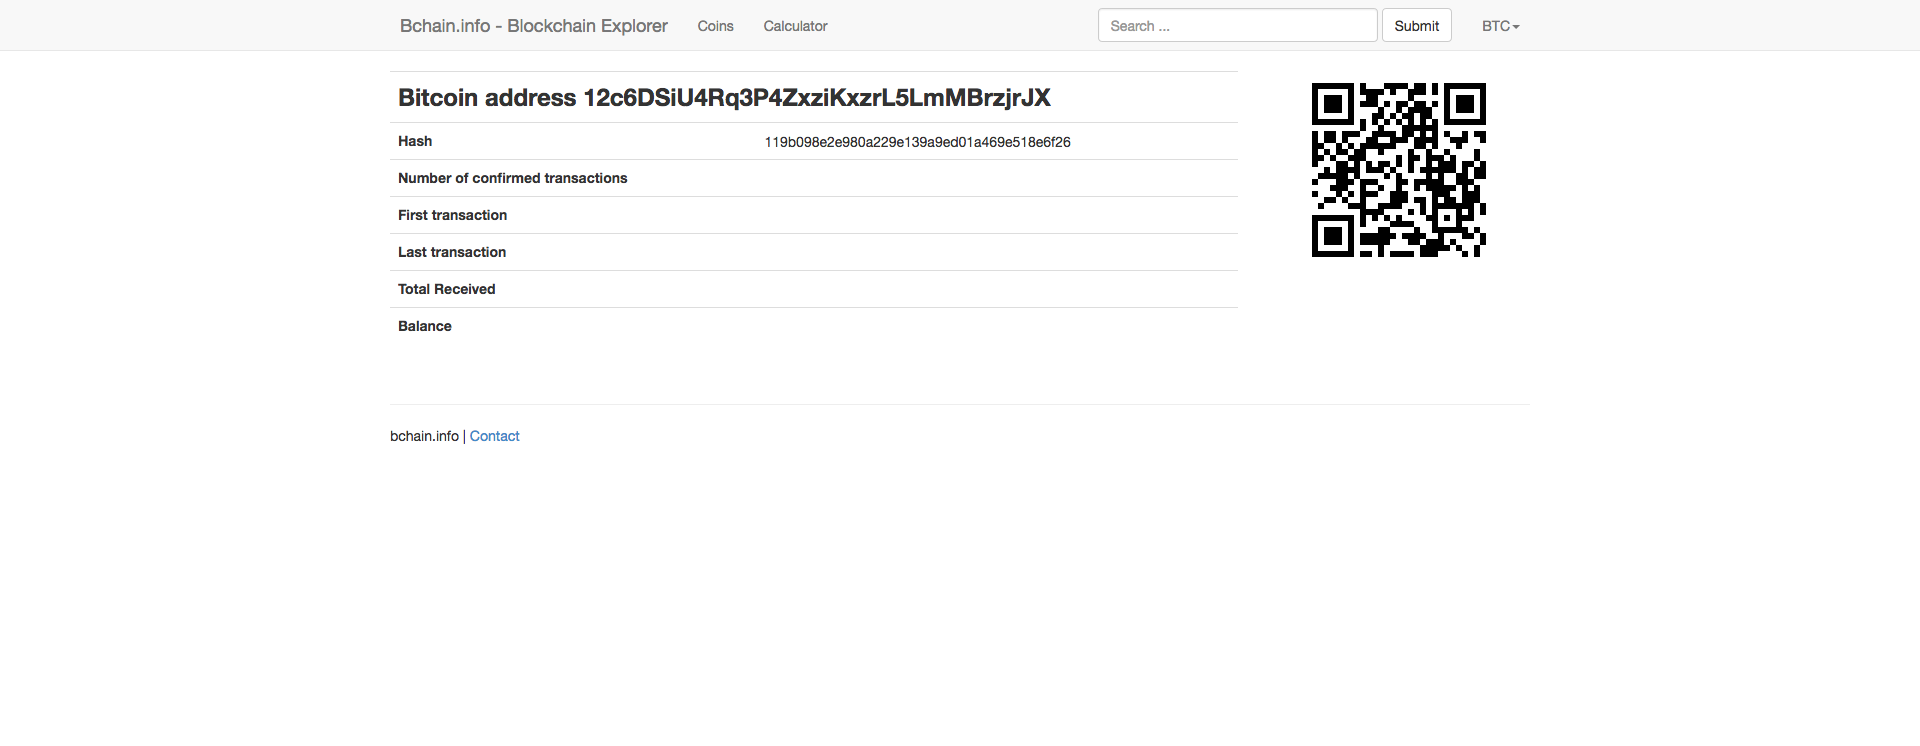 Bchain.info - Blockchain Explorer Coins Calculator Search ... Submit BTC
Bitcoin address 12c6DSiU4Rq3P4ZxziKxzrL5LmMBrzjrJX
Hash 119b098e2e980a229e139a9ed01a469e518e6f26
Number of confirmed transactions
First transaction
Last transaction
Total Received
Balance
bchain.info | Contact